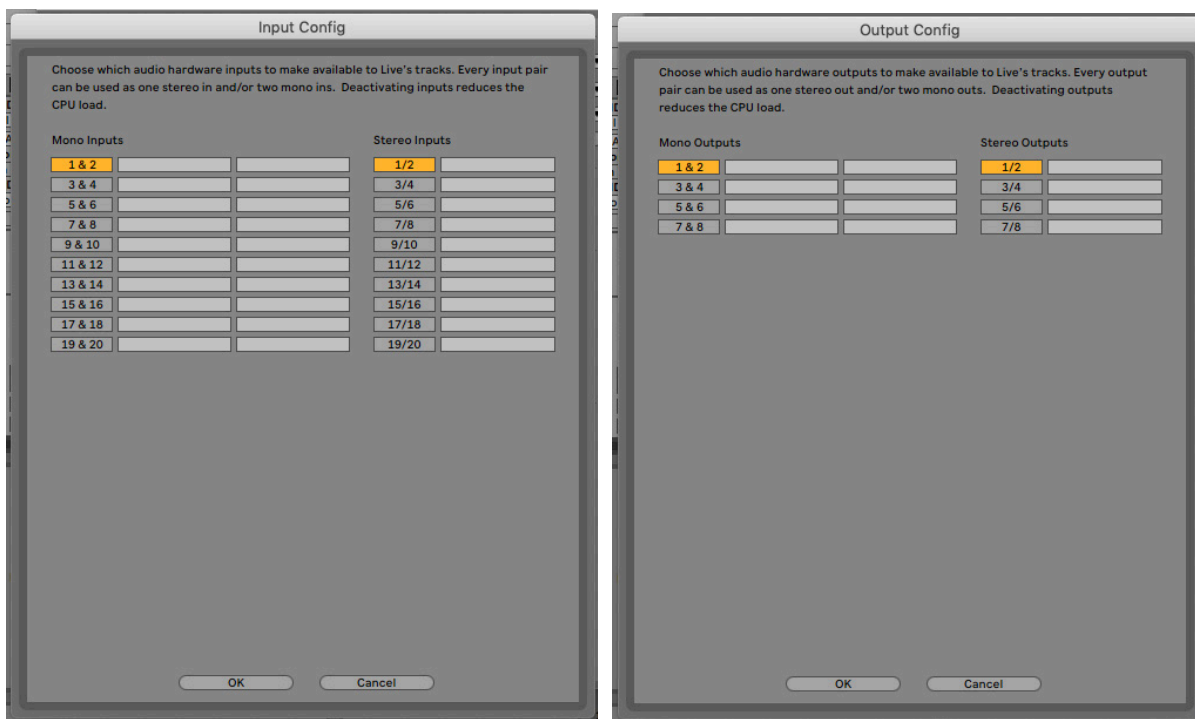 Input Config
Choose which audio hardware inputs to make available to Live's tracks. Every input pair
can be used as one stereo in and/or two mono ins.  Deactivating inputs reduces the
CPU load.
Mono Inputs Stereo Inputs
1 & 2 1/2
3 & 4 3/4
5 & 6 5/6
7 & 8 7/8
9 & 10 9/10
11 & 12 11/12
13 & 14 13/14
15 & 16 15/16
17 & 18 17/18
19 & 20 19/20
OK Cancel
Output Config
Choose which audio hardware outputs to make available to Live's tracks. Every output
pair can be used as one stereo out and/or two mono outs.  Deactivating outputs
reduces the CPU load.
Mono Outputs Stereo Outputs
1 & 2 1/2
3 & 4 3/4
5 & 6 5/6
7 & 8 7/8
OK Cancel